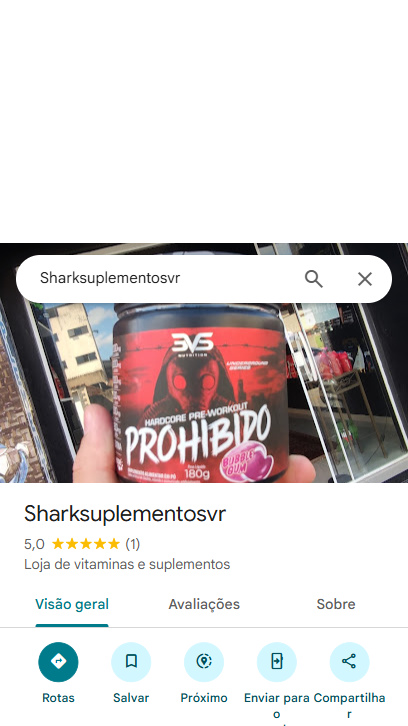 Sharksuplementosvr
3VS
NUTRITION
UNDERGROUND
SERIES
HARDCORE PRE-WORKOUT
PROHIBIDO
180g
BUBBLE
GUM
Sharksuplementosvr
5,0 (1)
Loja de vitaminas e suplementos
Visão geral
Avaliações
Sobre
Rotas
Salvar
Próximo
Enviar para
o
Compartilha
r